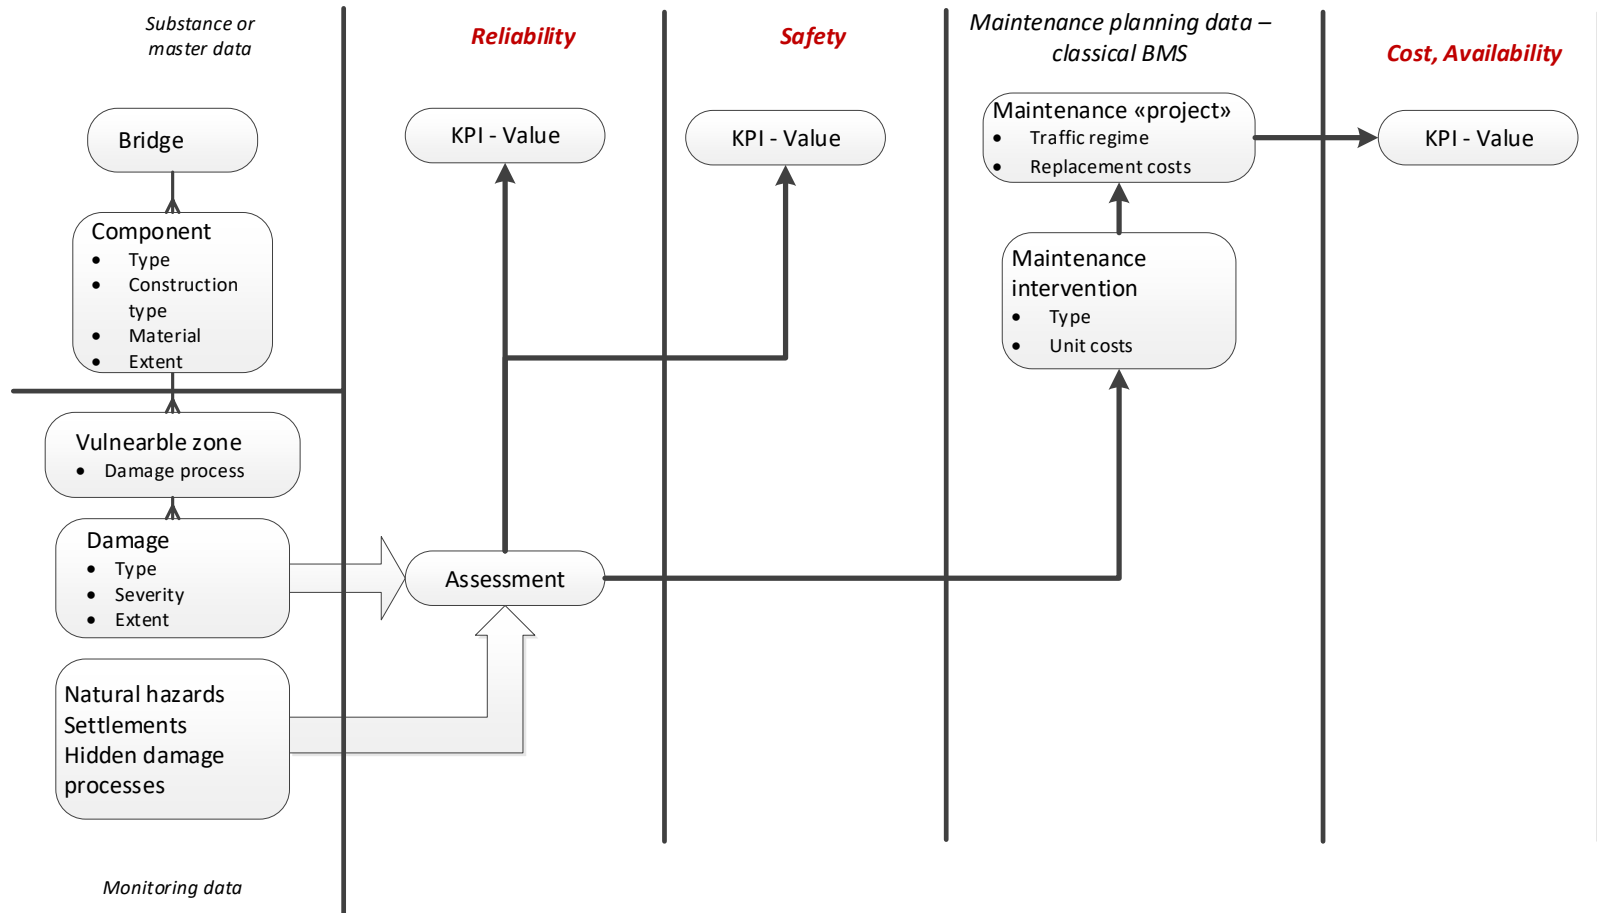 Substance or
master data
Reliability
Safety
Maintenance planning data –
classical BMS
Cost, Availability
Bridge
KPI - Value
KPI - Value
Maintenance «project»
• Traffic regime
• Replacement costs
KPI - Value
Component
• Type
• Construction
type
• Material
• Extent
Maintenance
intervention
• Type
• Unit costs
Vulnearble zone
• Damage process
Damage
• Type
• Severity
• Extent
Assessment
Natural hazards
Settlements
Hidden damage
processes
Monitoring data